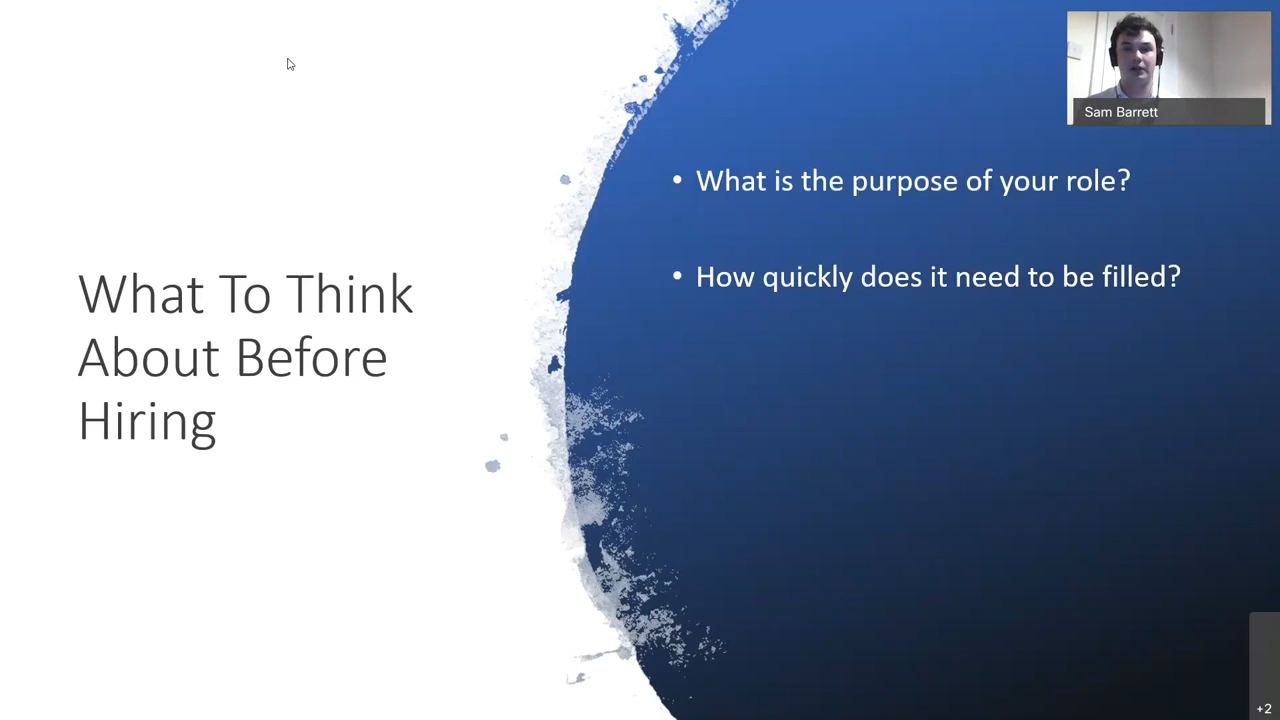 What To Think
About Before
Hiring
• What is the purpose of your role?
• How quickly does it need to be filled?
Sam Barrett
+2